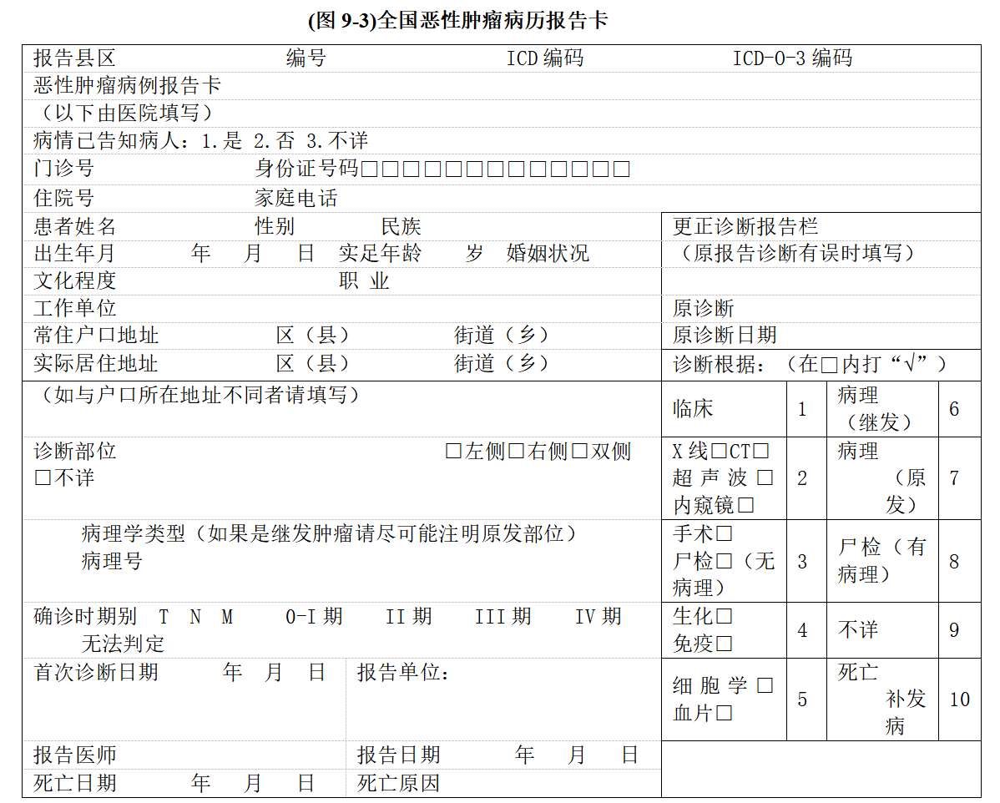 (图 9-3)全国恶性肿瘤病历报告卡
报告县区 编号 ICD 编码 ICD-O-3 编码
恶性肿瘤病例报告卡
（以下由医院填写）
病情已告知病人：1.是 2.否 3.不详
门诊号 身份证号码□□□□□□□□□□□□□
住院号 家庭电话
患者姓名 性别 民族 更正诊断报告栏
出生年月 年 月 日 实足年龄 岁 婚姻状况 （原报告诊断有误时填写）
文化程度 职 业
工作单位 原诊断
常住户口地址 区（县） 街道（乡） 原诊断日期
实际居住地址 区（县） 街道（乡） 诊断根据：（在□内打“√”）
（如与户口所在地址不同者请填写）
临床 1 病理
（继发） 6
诊断部位 □左侧□右侧□双侧
□不详
X 线□CT□
超声波□
内窥镜□
2
病理
（原
发）
7
病理学类型（如果是继发肿瘤请尽可能注明原发部位）
病理号
手术□
尸检□（无
病理）
3
尸检（有
病理）
8
确诊时期别 T N M 0-I 期 II 期 III 期 IV 期
无法判定
生化□
免疫□
4
不详
9
首次诊断日期 年 月 日 报告单位：
细胞学□
血片□
5
死亡
补发
病
10
报告医师 报告日期 年 月 日
死亡日期 年 月 日 死亡原因